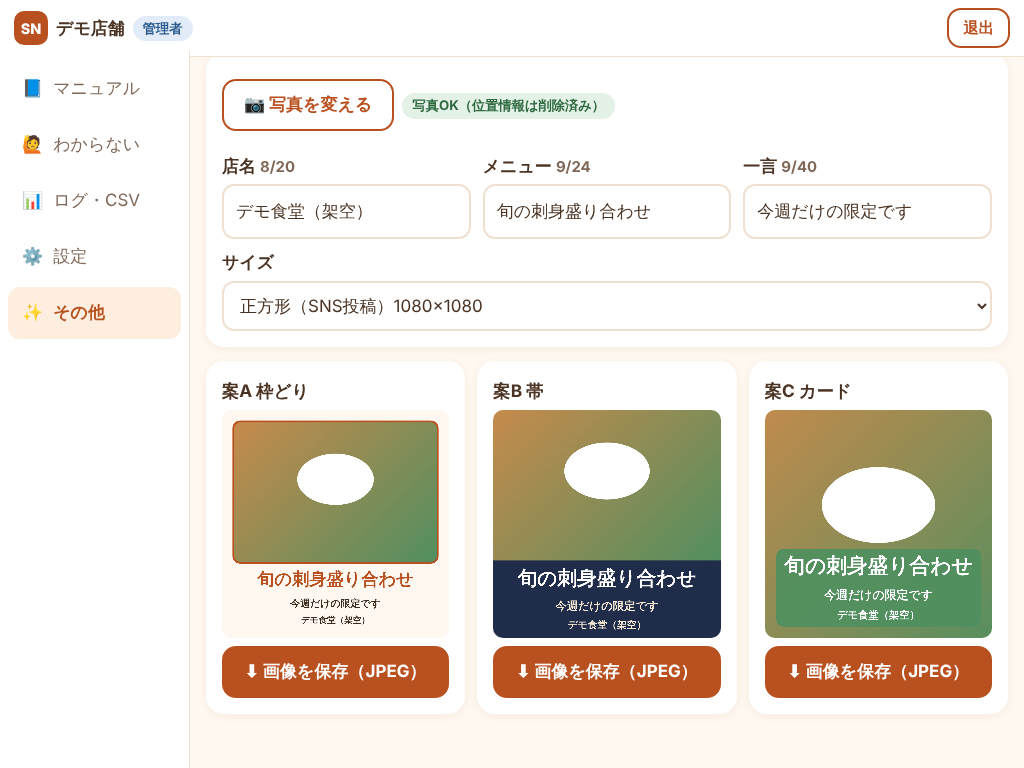 SN デモ店舗 管理者 退出
📘 マニュアル
🙋 わからない
📊 ログ・CSV
⚙️ 設定
✨ その他
📷 写真を変える 写真OK（位置情報は削除済み）
店名 8/20
デモ食堂（架空）
メニュー 9/24
旬の刺身盛り合わせ
一言 9/40
今週だけの限定です
サイズ
正方形（SNS投稿）1080×1080
案A 枠どり
旬の刺身盛り合わせ
今週だけの限定です
デモ食堂（架空）
⬇ 画像を保存（JPEG）
案B 帯
旬の刺身盛り合わせ
今週だけの限定です
デモ食堂（架空）
⬇ 画像を保存（JPEG）
案C カード
旬の刺身盛り合わせ
今週だけの限定です
デモ食堂（架空）
⬇ 画像を保存（JPEG）